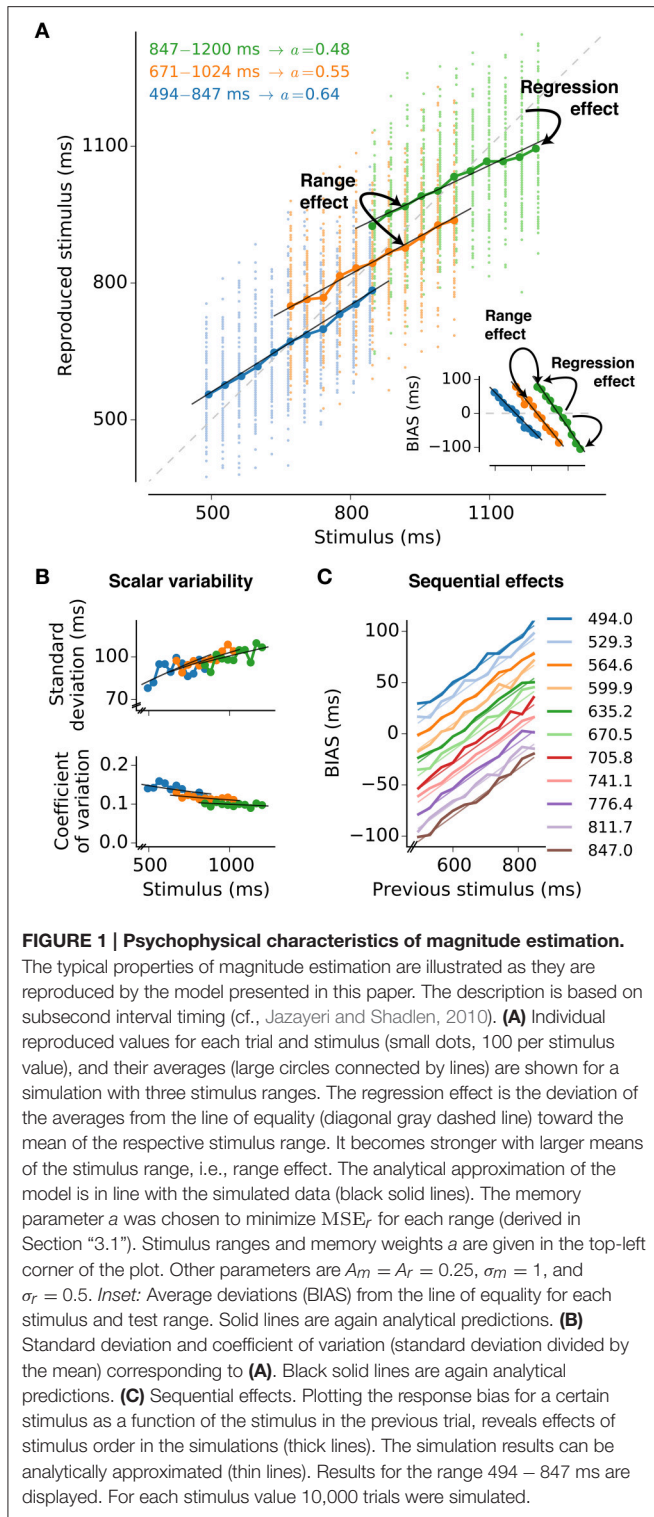 A
847−1200 ms → a=0.48
671−1024 ms → a=0.55
494−847 ms → a=0.64
Regression
effect
Range
effect
Reproduced stimulus (ms)
1100
800
500
Range
effect
Regression
effect
BIAS (ms)
100
0
−100
500
800
1100
Stimulus (ms)
B
Scalar variability
Standard
deviation (ms)
100
70
Coefficient
of variation
0.2
0.1
0.0
500
1000
Stimulus (ms)
C
Sequential effects
BIAS (ms)
100
50
0
−50
−100
600
800
Previous stimulus (ms)
494.0
529.3
564.6
599.9
635.2
670.5
705.8
741.1
776.4
811.7
847.0
FIGURE 1 | Psychophysical characteristics of magnitude estimation.
The typical properties of magnitude estimation are illustrated as they are
reproduced by the model presented in this paper. The description is based on
subsecond interval timing (cf., Jazayeri and Shadlen, 2010). (A) Individual
reproduced values for each trial and stimulus (small dots, 100 per stimulus
value), and their averages (large circles connected by lines) are shown for a
simulation with three stimulus ranges. The regression effect is the deviation of
the averages from the line of equality (diagonal gray dashed line) toward the
mean of the respective stimulus range. It becomes stronger with larger means
of the stimulus range, i.e., range effect. The analytical approximation of the
model is in line with the simulated data (black solid lines). The memory
parameter a was chosen to minimize MSEᵣ for each range (derived in
Section “3.1”). Stimulus ranges and memory weights a are given in the top-left
corner of the plot. Other parameters are Aₘ = Aᵣ = 0.25, σₘ = 1, and
σᵣ = 0.5. Inset: Average deviations (BIAS) from the line of equality for each
stimulus and test range. Solid lines are again analytical predictions. (B)
Standard deviation and coefficient of variation (standard deviation divided by
the mean) corresponding to (A). Black solid lines are again analytical
predictions. (C) Sequential effects. Plotting the response bias for a certain
stimulus as a function of the stimulus in the previous trial, reveals effects of
stimulus order in the simulations (thick lines). The simulation results can be
analytically approximated (thin lines). Results for the range 494 – 847 ms are
displayed. For each stimulus value 10,000 trials were simulated.